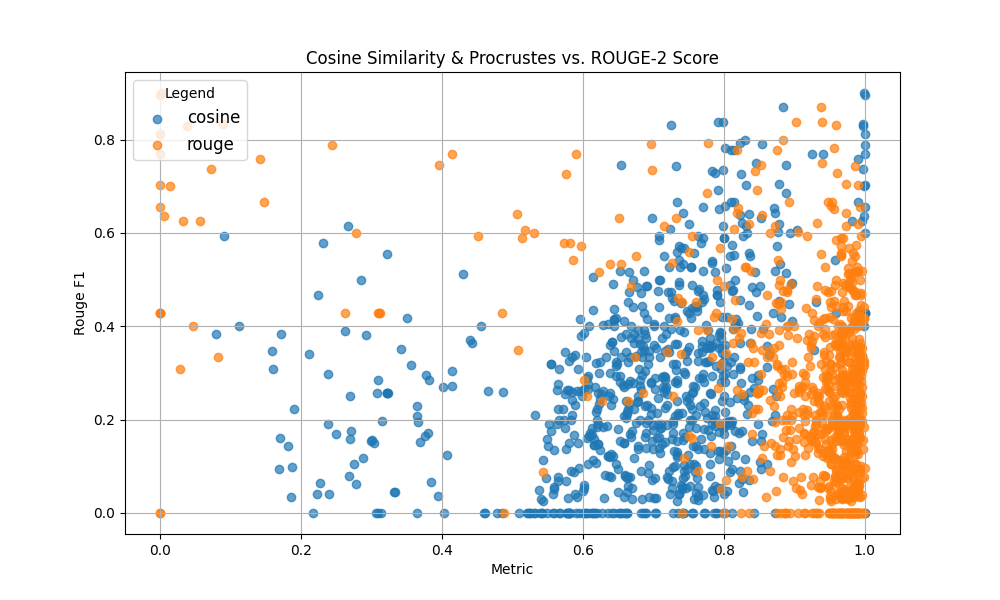 Cosine Similarity & Procrustes vs. ROUGE-2 Score
Legend
cosine
rouge
Rouge F1
0.8
0.6
0.4
0.2
0.0
0.0 0.2 0.4 0.6 0.8 1.0
Metric